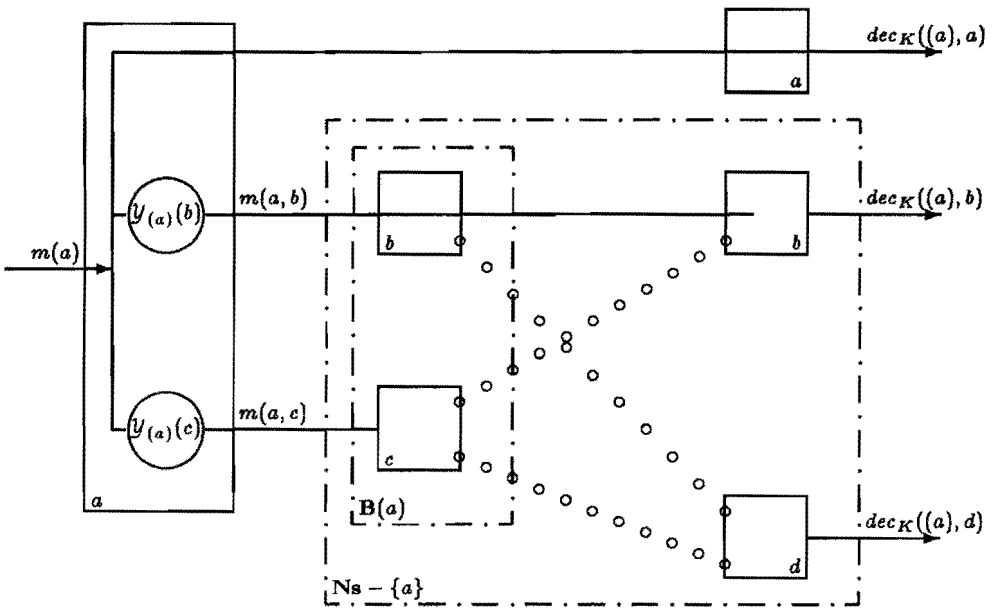 dec_K((a), a)
a
y_(a)(b)
m(a, b)
b
b
dec_K((a), b)
m(a)
y_(a)(c)
m(a, c)
c
a
B(a)
dec_K((a), d)
d
Ns − {a}